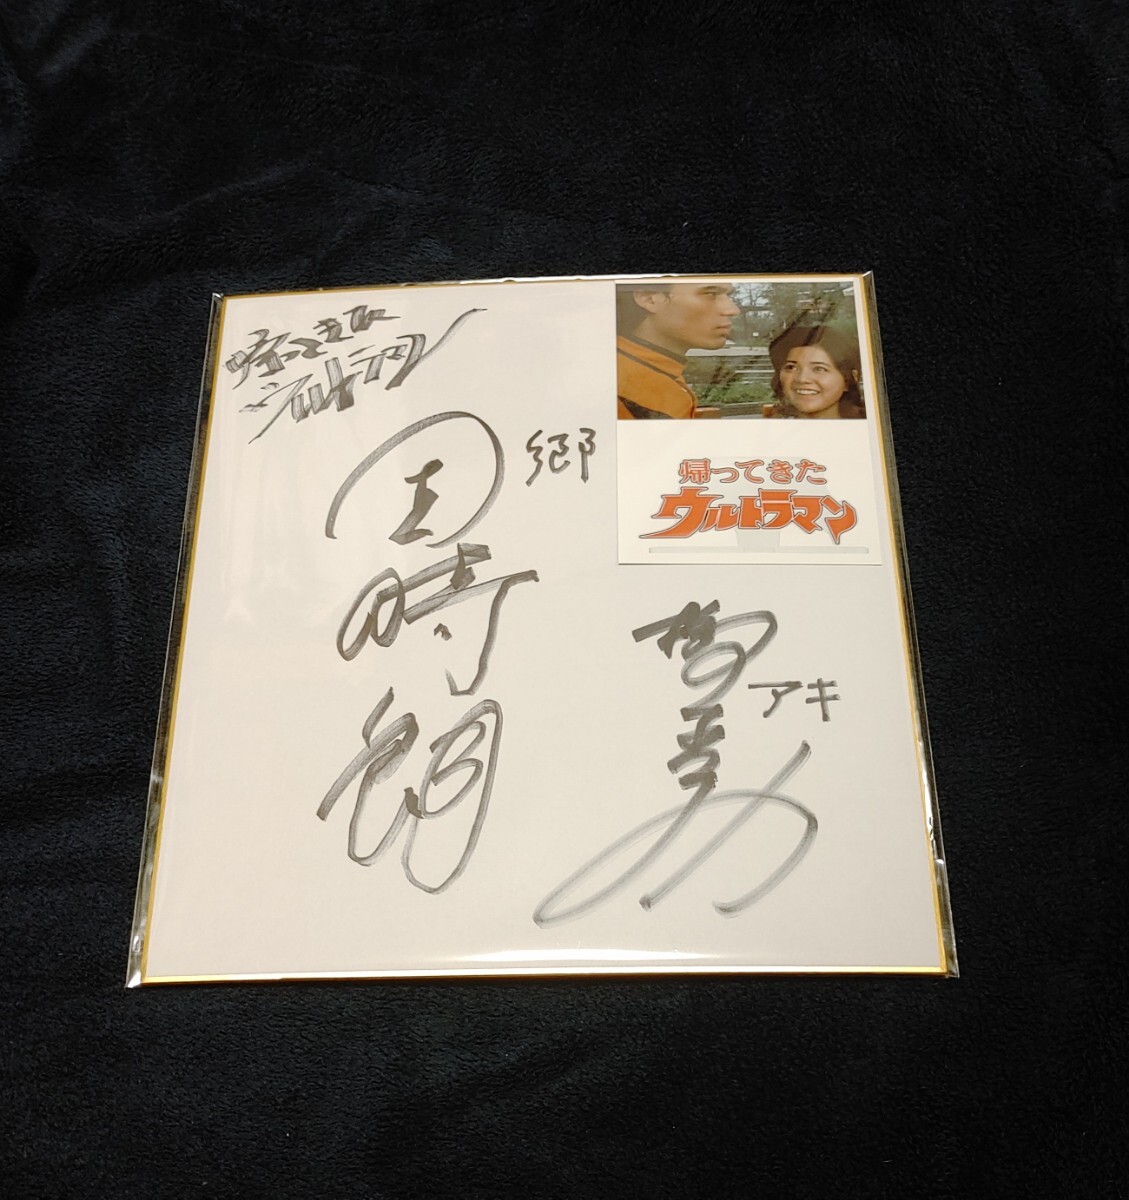 帰ってきた
ウルトラマン
郷
団時朗
帰ってきた
ウルトラマン
アキ